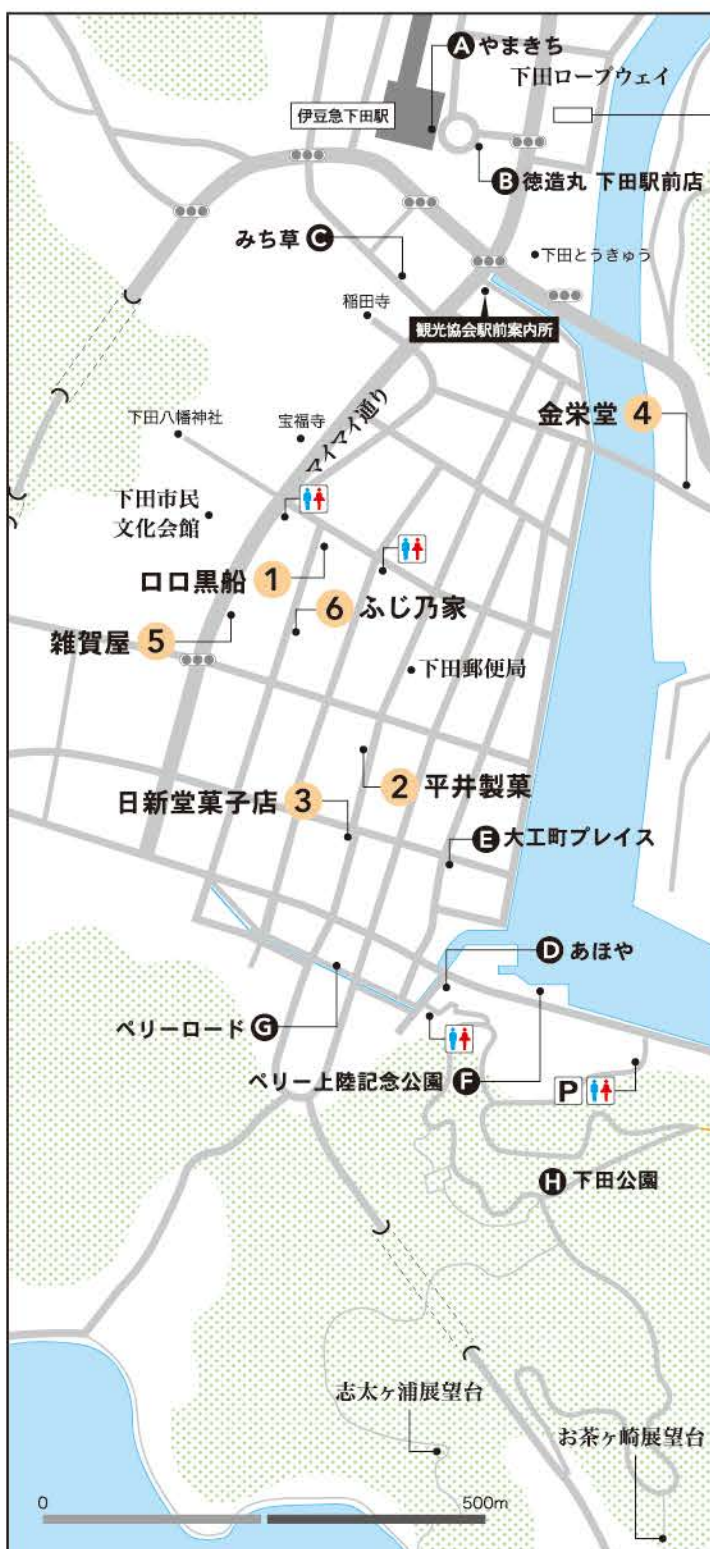 A やまきち
下田ロープウェイ
伊豆急下田駅
B 徳造丸 下田駅前店
みち草 C
下田とうきゅう
稲田寺
観光協会駅前案内所
マイマイ通り
金栄堂 4
下田八幡神社
宝福寺
下田市民
文化会館
ロロ黒船 1
6 ふじ乃家
雑賀屋 5
下田郵便局
2 平井製菓
日新堂菓子店 3
E 大工町プレイス
D あほや
ペリーロード G
ペリー上陸記念公園 F
P
H 下田公園
志太ヶ浦展望台
お茶ヶ崎展望台
0 500m